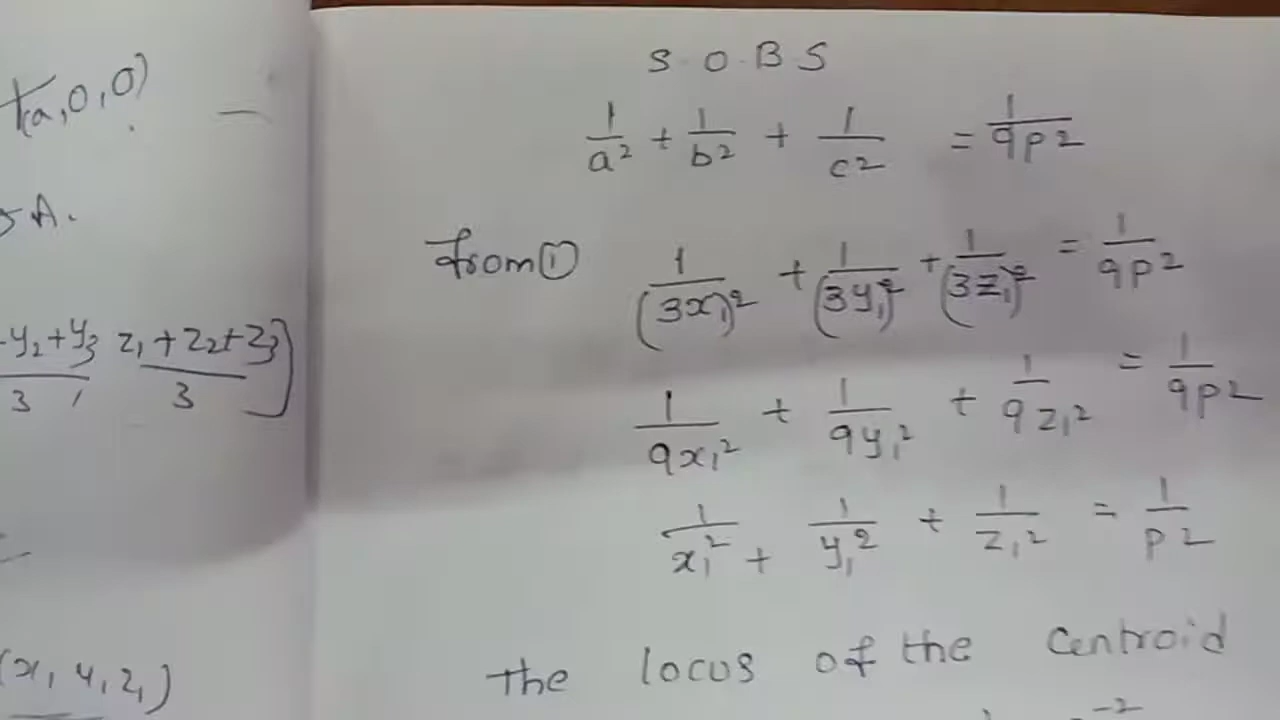 (a,0,0)
A.
y2+y3 z1+z2+z3]
3 , 3
(x1 y1 z1)
S.O.B.S
1/a² + 1/b² + 1/c² = 1/9p²
from ① 1/(3x1)² + 1/(3y1)² + 1/(3z1)² = 1/9p²
1/9x1² + 1/9y1² + 1/9z1² = 1/9p²
1/x1² + 1/y1² + 1/z1² = 1/p²
the locus of the centroid
-2